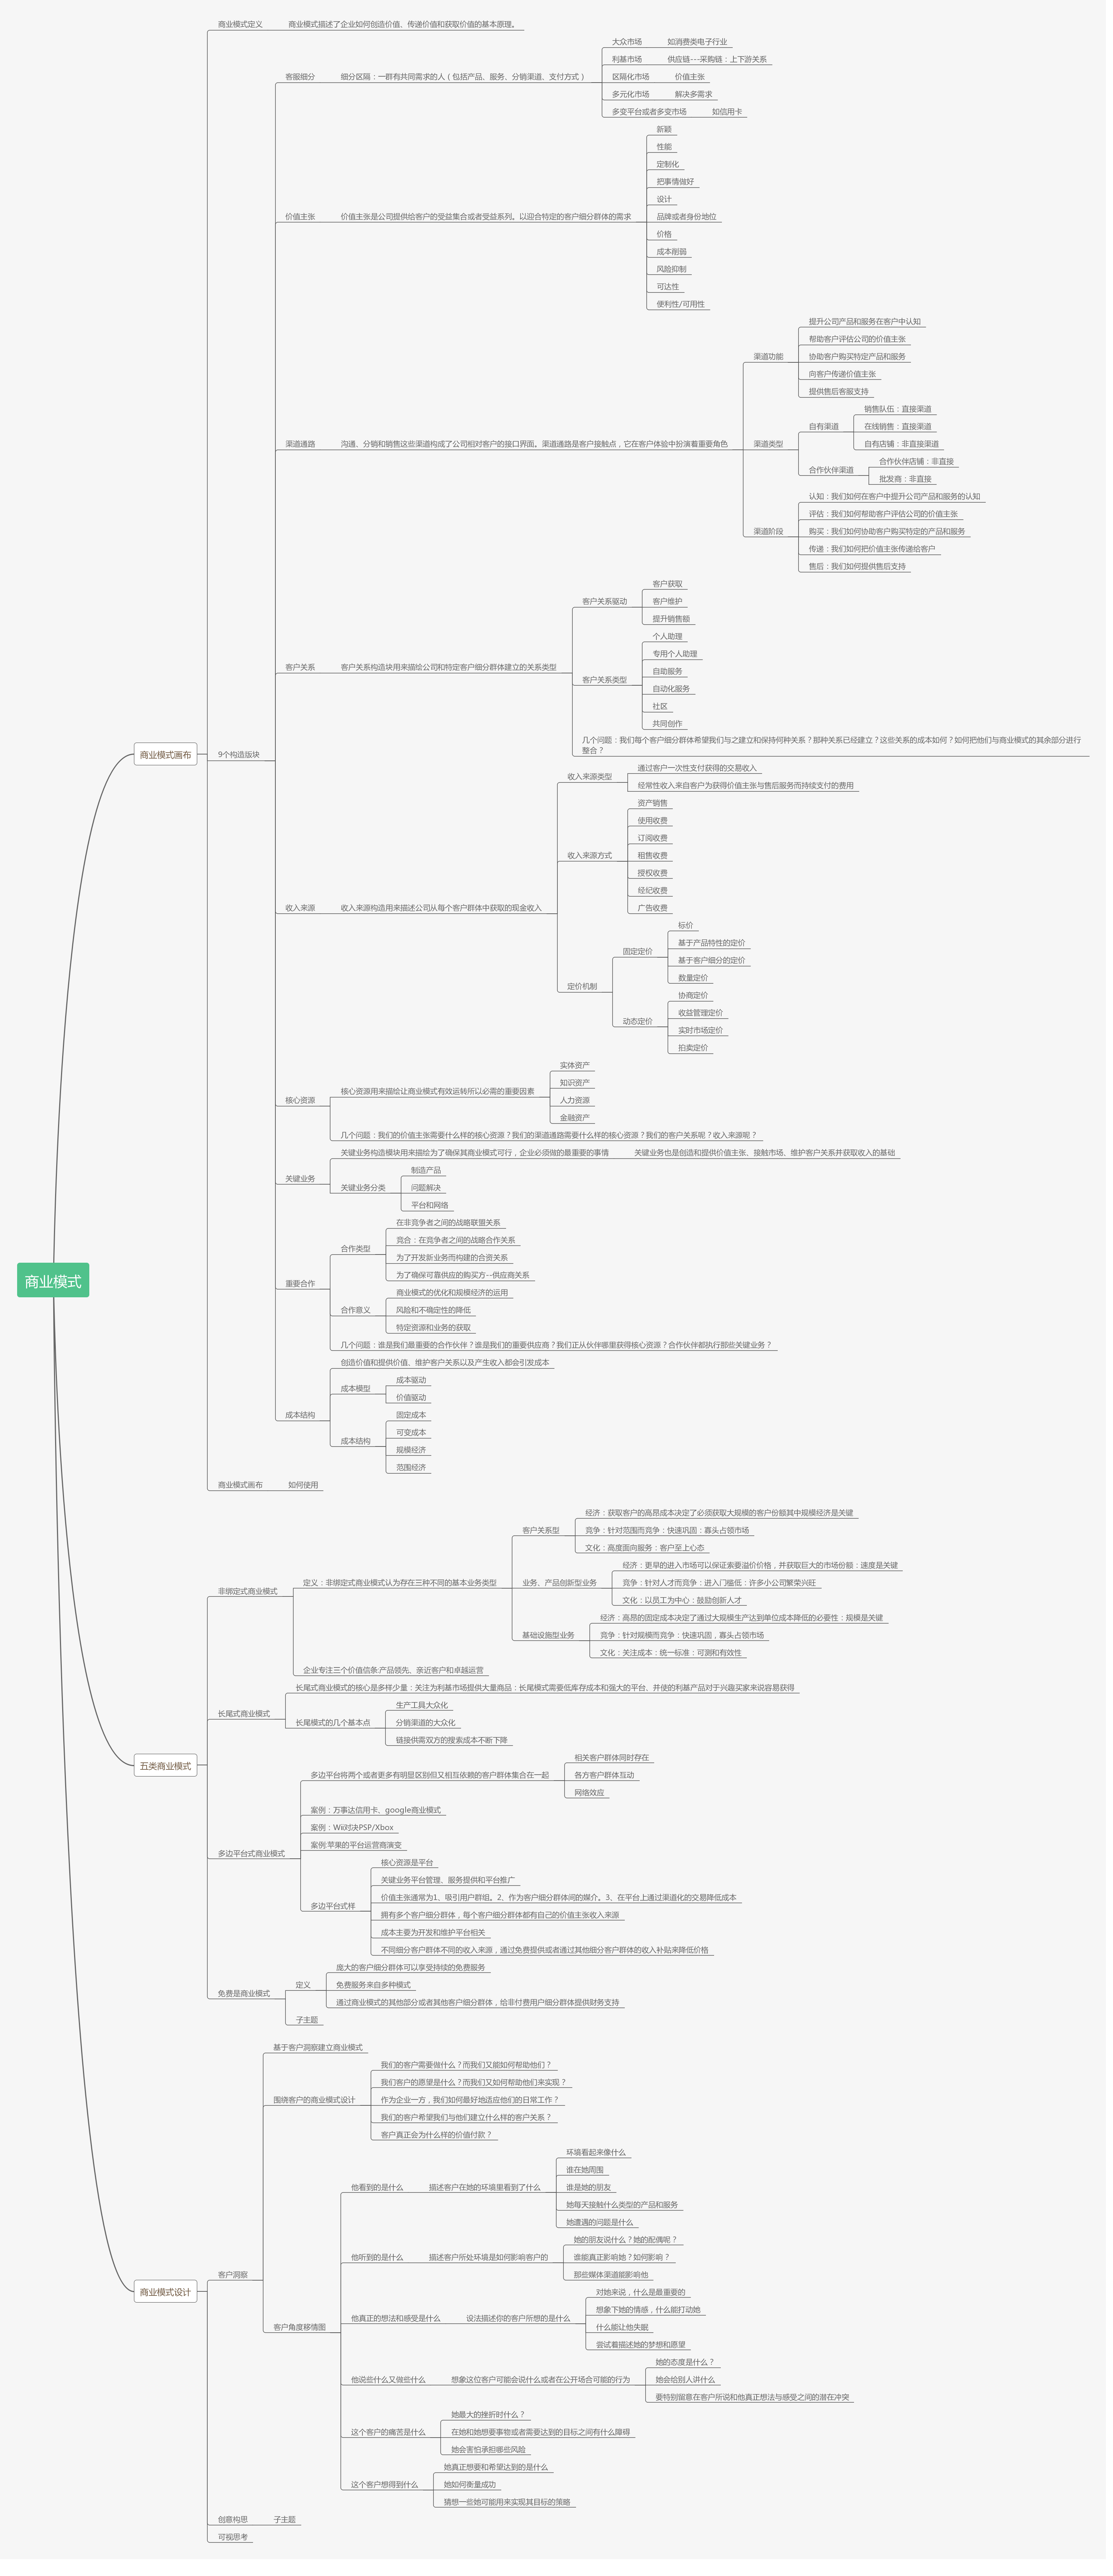 商业模式
商业模式画布
商业模式定义
商业模式描述了企业如何创造价值、传递价值和获取价值的基本原理。
9个构造版块
客服细分
细分区隔：一群有共同需求的人（包括产品、服务、分销渠道、支付方式）
大众市场
如消费类电子行业
利基市场
供应链---采购链：上下游关系
区隔化市场
价值主张
多元化市场
解决多需求
多变平台或者多变市场
如信用卡
价值主张
价值主张是公司提供给客户的受益集合或者受益系列。以迎合特定的客户细分群体的需求
新颖
性能
定制化
把事情做好
设计
品牌或者身份地位
价格
成本削弱
风险抑制
可达性
便利性/可用性
渠道通路
沟通、分销和销售这些渠道构成了公司相对客户的接口界面。渠道通路是客户接触点，它在客户体验中扮演着重要角色
渠道功能
提升公司产品和服务在客户中认知
帮助客户评估公司的价值主张
协助客户购买特定产品和服务
向客户传递价值主张
提供售后客服支持
渠道类型
自有渠道
销售队伍：直接渠道
在线销售：直接渠道
自有店铺：非直接渠道
合作伙伴渠道
合作伙伴店铺：非直接
批发商：非直接
渠道阶段
认知：我们如何在客户中提升公司产品和服务的认知
评估：我们如何帮助客户评估公司的价值主张
购买：我们如何协助客户购买特定的产品和服务
传递：我们如何把价值主张传递给客户
售后：我们如何提供售后支持
客户关系
客户关系构造块用来描绘公司和特定客户细分群体建立的关系类型
客户关系驱动
客户获取
客户维护
提升销售额
客户关系类型
个人助理
专用个人助理
自助服务
自动化服务
社区
共同创作
几个问题：我们每个客户细分群体希望我们与之建立和保持何种关系？那种关系已经建立？这些关系的成本如何？如何把他们与商业模式的其余部分进行
整合？
收入来源
收入来源构造用来描述公司从每个客户群体中获取的现金收入
收入来源类型
通过客户一次性支付获得的交易收入
经常性收入来自客户为获得价值主张与售后服务而持续支付的费用
收入来源方式
资产销售
使用收费
订阅收费
租售收费
授权收费
经纪收费
广告收费
定价机制
固定定价
标价
基于产品特性的定价
基于客户细分的定价
数量定价
动态定价
协商定价
收益管理定价
实时市场定价
拍卖定价
核心资源
核心资源用来描绘让商业模式有效运转所以必需的重要因素
实体资产
知识资产
人力资源
金融资产
几个问题：我们的价值主张需要什么样的核心资源？我们的渠道通路需要什么样的核心资源？我们的客户关系呢？收入来源呢？
关键业务
关键业务构造模块用来描绘为了确保其商业模式可行，企业必须做的最重要的事情
关键业务也是创造和提供价值主张、接触市场、维护客户关系并获取收入的基础
关键业务分类
制造产品
问题解决
平台和网络
重要合作
合作类型
在非竞争者之间的战略联盟关系
竞合：在竞争者之间的战略合作关系
为了开发新业务而构建的合资关系
为了确保可靠供应的购买方--供应商关系
合作意义
商业模式的优化和规模经济的运用
风险和不确定性的降低
特定资源和业务的获取
几个问题：谁是我们最重要的合作伙伴？谁是我们的重要供应商？我们正从伙伴哪里获得核心资源？合作伙伴都执行那些关键业务？
成本结构
创造价值和提供价值、维护客户关系以及产生收入都会引发成本
成本模型
成本驱动
价值驱动
成本结构
固定成本
可变成本
规模经济
范围经济
商业模式画布
如何使用
五类商业模式
非绑定式商业模式
定义：非绑定式商业模式认为存在三种不同的基本业务类型
客户关系型
经济：获取客户的高昂成本决定了必须获取大规模的客户份额其中规模经济是关键
竞争：针对范围而竞争：快速巩固：寡头占领市场
文化：高度面向服务：客户至上心态
业务、产品创新型业务
经济：更早的进入市场可以保证索要溢价价格，并获取巨大的市场份额：速度是关键
竞争：针对人才而竞争：进入门槛低：许多小公司繁荣兴旺
文化：以员工为中心：鼓励创新人才
基础设施型业务
经济：高昂的固定成本决定了通过大规模生产达到单位成本降低的必要性：规模是关键
竞争：针对规模而竞争：快速巩固，寡头占领市场
文化：关注成本：统一标准：可测和有效性
企业专注三个价值信条:产品领先、亲近客户和卓越运营
长尾式商业模式
长尾式商业模式的核心是多样少量：关注为利基市场提供大量商品：长尾模式需要低库存成本和强大的平台、并使的利基产品对于兴趣买家来说容易获得
长尾模式的几个基本点
生产工具大众化
分销渠道的大众化
链接供需双方的搜索成本不断下降
多边平台式商业模式
多边平台将两个或者更多有明显区别但又相互依赖的客户群体集合在一起
相关客户群体同时存在
各方客户群体互动
网络效应
案例：万事达信用卡、google商业模式
案例：Wii对决PSP/Xbox
案例:苹果的平台运营商演变
多边平台式样
核心资源是平台
关键业务平台管理、服务提供和平台推广
价值主张通常为1、吸引用户群组。2、作为客户细分群体间的媒介。3、在平台上通过渠道化的交易降低成本
拥有多个客户细分群体，每个客户细分群体都有自己的价值主张收入来源
成本主要为开发和维护平台相关
不同细分客户群体不同的收入来源，通过免费提供或者通过其他细分客户群体的收入补贴来降低价格
免费是商业模式
定义
庞大的客户细分群体可以享受持续的免费服务
免费服务来自多种模式
通过商业模式的其他部分或者其他客户细分群体，给非付费用户细分群体提供财务支持
子主题
商业模式设计
客户洞察
基于客户洞察建立商业模式
围绕客户的商业模式设计
我们的客户需要做什么？而我们又能如何帮助他们？
我们客户的愿望是什么？而我们又如何帮助他们来实现？
作为企业一方，我们如何最好地适应他们的日常工作？
我们的客户希望我们与他们建立什么样的客户关系？
客户真正会为什么样的价值付款？
客户角度移情图
他看到的是什么
描述客户在她的环境里看到了什么
环境看起来像什么
谁在她周围
谁是她的朋友
她每天接触什么类型的产品和服务
她遭遇的问题是什么
他听到的是什么
描述客户所处环境是如何影响客户的
她的朋友说什么？她的配偶呢？
谁能真正影响她？如何影响？
那些媒体渠道能影响他
他真正的想法和感受是什么
设法描述你的客户所想的是什么
对她来说，什么是最重要的
想象下她的情感，什么能打动她
什么能让他失眠
尝试着描述她的梦想和愿望
他说些什么又做些什么
想象这位客户可能会说什么或者在公开场合可能的行为
她的态度是什么？
她会给别人讲什么
要特别留意在客户所说和他真正想法与感受之间的潜在冲突
这个客户的痛苦是什么
她最大的挫折时什么？
在她和她想要事物或者需要达到的目标之间有什么障碍
她会害怕承担哪些风险
这个客户想得到什么
她真正想要和希望达到的是什么
她如何衡量成功
猜想一些她可能用来实现其目标的策略
创意构思
子主题
可视思考